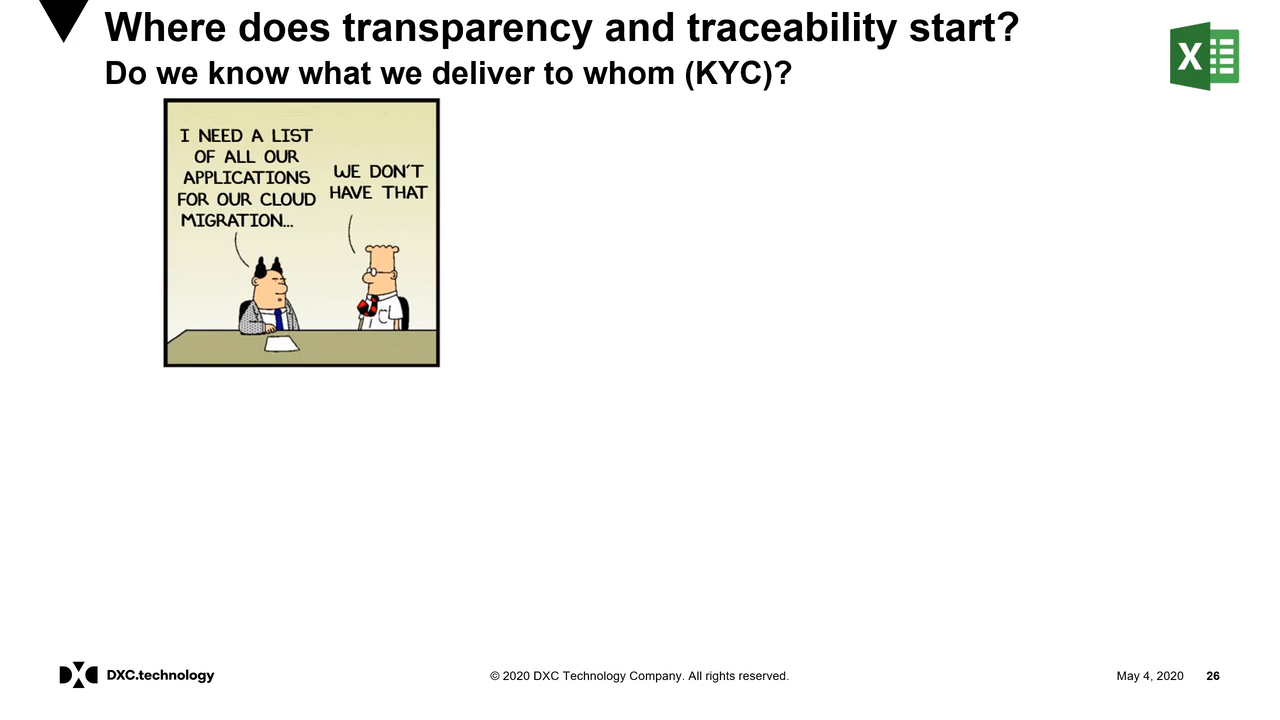 Where does transparency and traceability start?
Do we know what we deliver to whom (KYC)?
X
I NEED A LIST
OF ALL OUR
APPLICATIONS
FOR OUR CLOUD
MIGRATION...
WE DON'T
HAVE THAT
DXC.technology
© 2020 DXC Technology Company. All rights reserved.
May 4, 2020 26